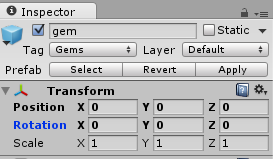 Inspector
gem Static
Tag Gems Layer Default
Prefab Select Revert Apply
Transform
Position X 0 Y 0 Z 0
Rotation X 0 Y 0 Z 0
Scale X 1 Y 1 Z 1